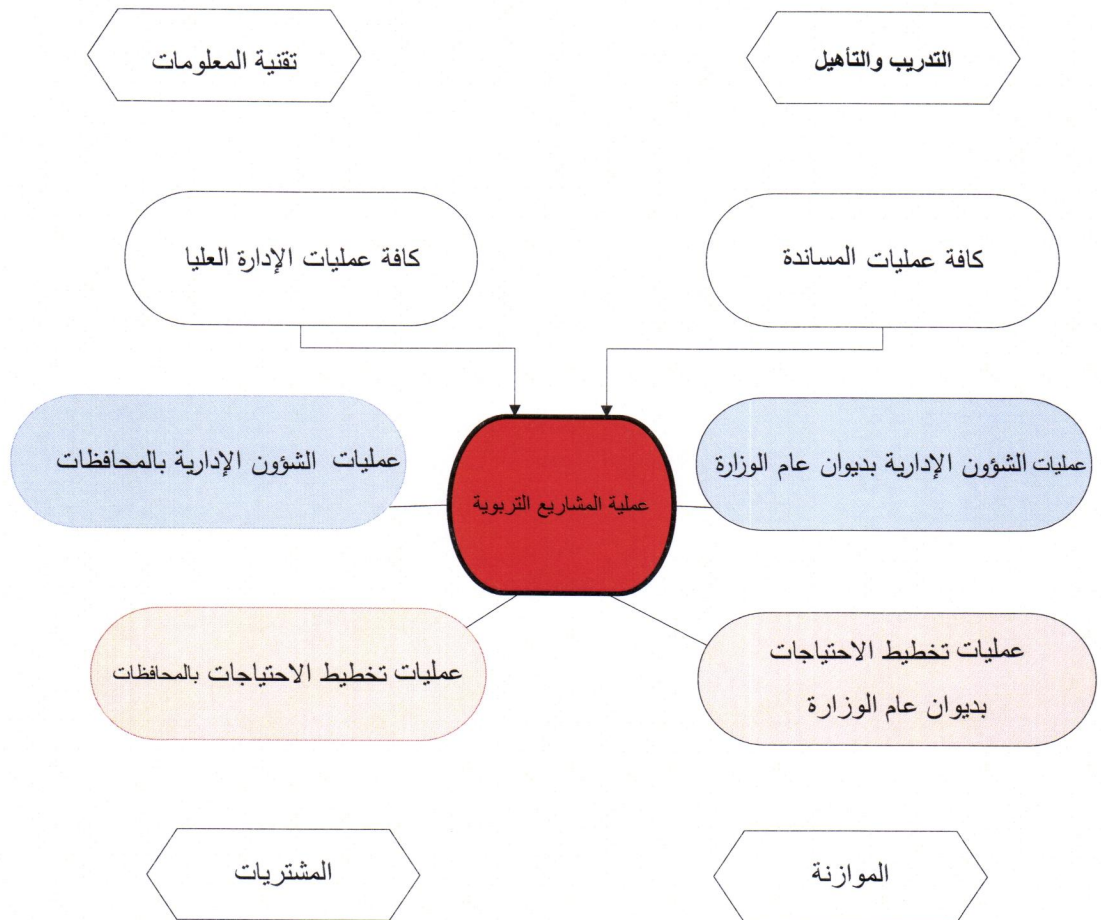 التدريب والتأهيل
تقنية المعلومات
كافة عمليات المساندة
كافة عمليات الإدارة العليا
عمليات الشؤون الإدارية بديوان عام الوزارة
عملية المشاريع التربوية
عمليات الشؤون الإدارية بالمحافظات
عمليات تخطيط الاحتياجات
بديوان عام الوزارة
عمليات تخطيط الاحتياجات بالمحافظات
الموازنة
المشتريات